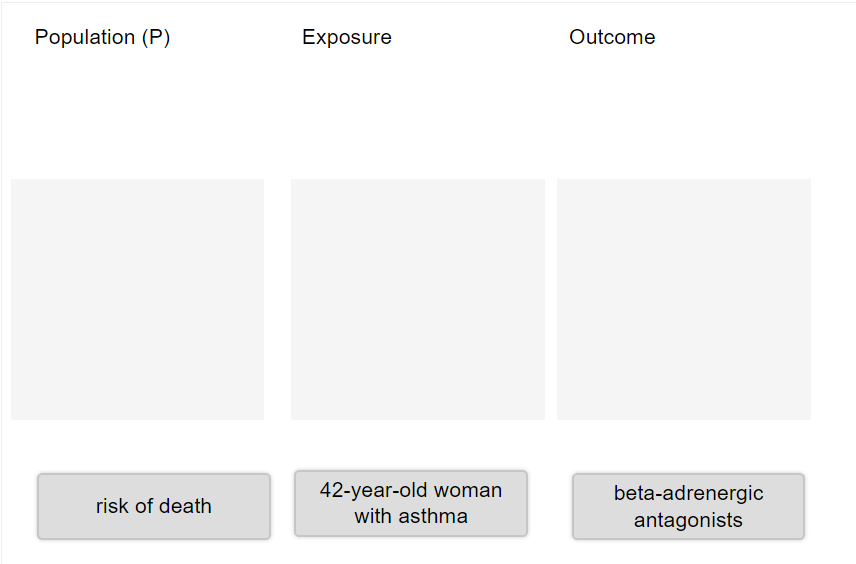 Population (P)
Exposure
Outcome
risk of death
42-year-old woman
with asthma
beta-adrenergic
antagonists